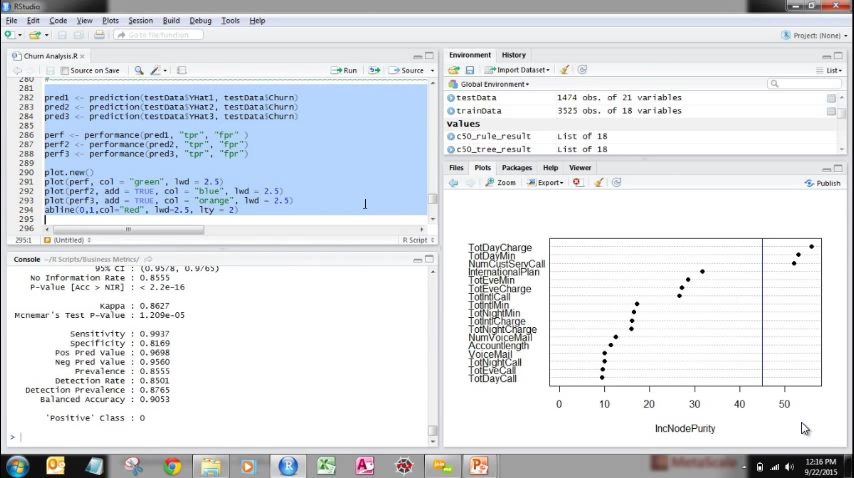 RStudio
File Edit Code View Plots Session Build Debug Tools Help
Go to file/function
Project: (None)
Churn Analysis.R
Source on Save
Run
Source
280 #
281
282 pred1 <- prediction(testData$YHat1, testData$Churn)
283 pred2 <- prediction(testData$YHat2, testData$Churn)
284 pred3 <- prediction(testData$YHat3, testData$Churn)
285
286 perf <- performance(pred1, "tpr", "fpr" )
287 perf2 <- performance(pred2, "tpr", "fpr")
288 perf3 <- performance(pred3, "tpr", "fpr")
289
290 plot.new()
291 plot(perf, col = "green", lwd = 2.5)
292 plot(perf2, add = TRUE, col = "blue", lwd = 2.5)
293 plot(perf3, add = TRUE, col = "orange", lwd = 2.5)
294 abline(0,1,col="Red", lwd=2.5, lty = 2)
295
296
295:1 (Untitled) R Script
Console ~/R Scripts/Business Metrics/
95% CI : (0.9578, 0.9765)
No Information Rate : 0.8555
P-Value [Acc > NIR] : < 2.2e-16
Kappa : 0.8627
Mcnemar's Test P-Value : 1.209e-05
Sensitivity : 0.9937
Specificity : 0.8169
Pos Pred Value : 0.9698
Neg Pred Value : 0.9560
Prevalence : 0.8555
Detection Rate : 0.8501
Detection Prevalence : 0.8765
Balanced Accuracy : 0.9053
'Positive' Class : 0
>
Environment History
Import Dataset
List
Global Environment
testData 1474 obs. of 21 variables
trainData 3525 obs. of 18 variables
Values
c50_rule_result List of 18
c50_tree_result List of 18
Files Plots Packages Help Viewer
Zoom Export Publish
TotDayCharge
TotDayMin
NumCustServCall
InternationalPlan
TotEveMin
TotEveCharge
TotIntlCall
TotIntlMin
TotNightMin
TotIntlCharge
TotNightCharge
NumVoiceMail
Accountlength
VoiceMail
TotNightCall
TotEveCall
TotDayCall
0 10 20 30 40 50
IncNodePurity
MetaScale
12:16 PM
9/22/2015